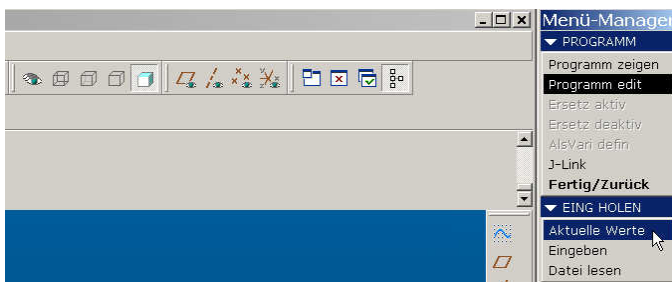 Menü-Manager
PROGRAMM
Programm zeigen
Programm edit
Ersetz aktiv
Ersetz deaktiv
AlsVari defin
J-Link
Fertig/Zurück
EING HOLEN
Aktuelle Werte
Eingeben
Datei lesen